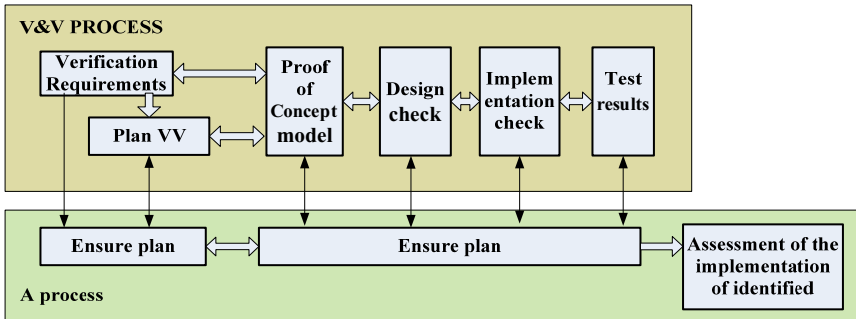 V&V PROCESS
Verification
Requirements
Plan VV
Proof
of
Concept
model
Design
check
Implem
entation
check
Test
results
Ensure plan
Ensure plan
Assessment of the
implementation
of identified
A process